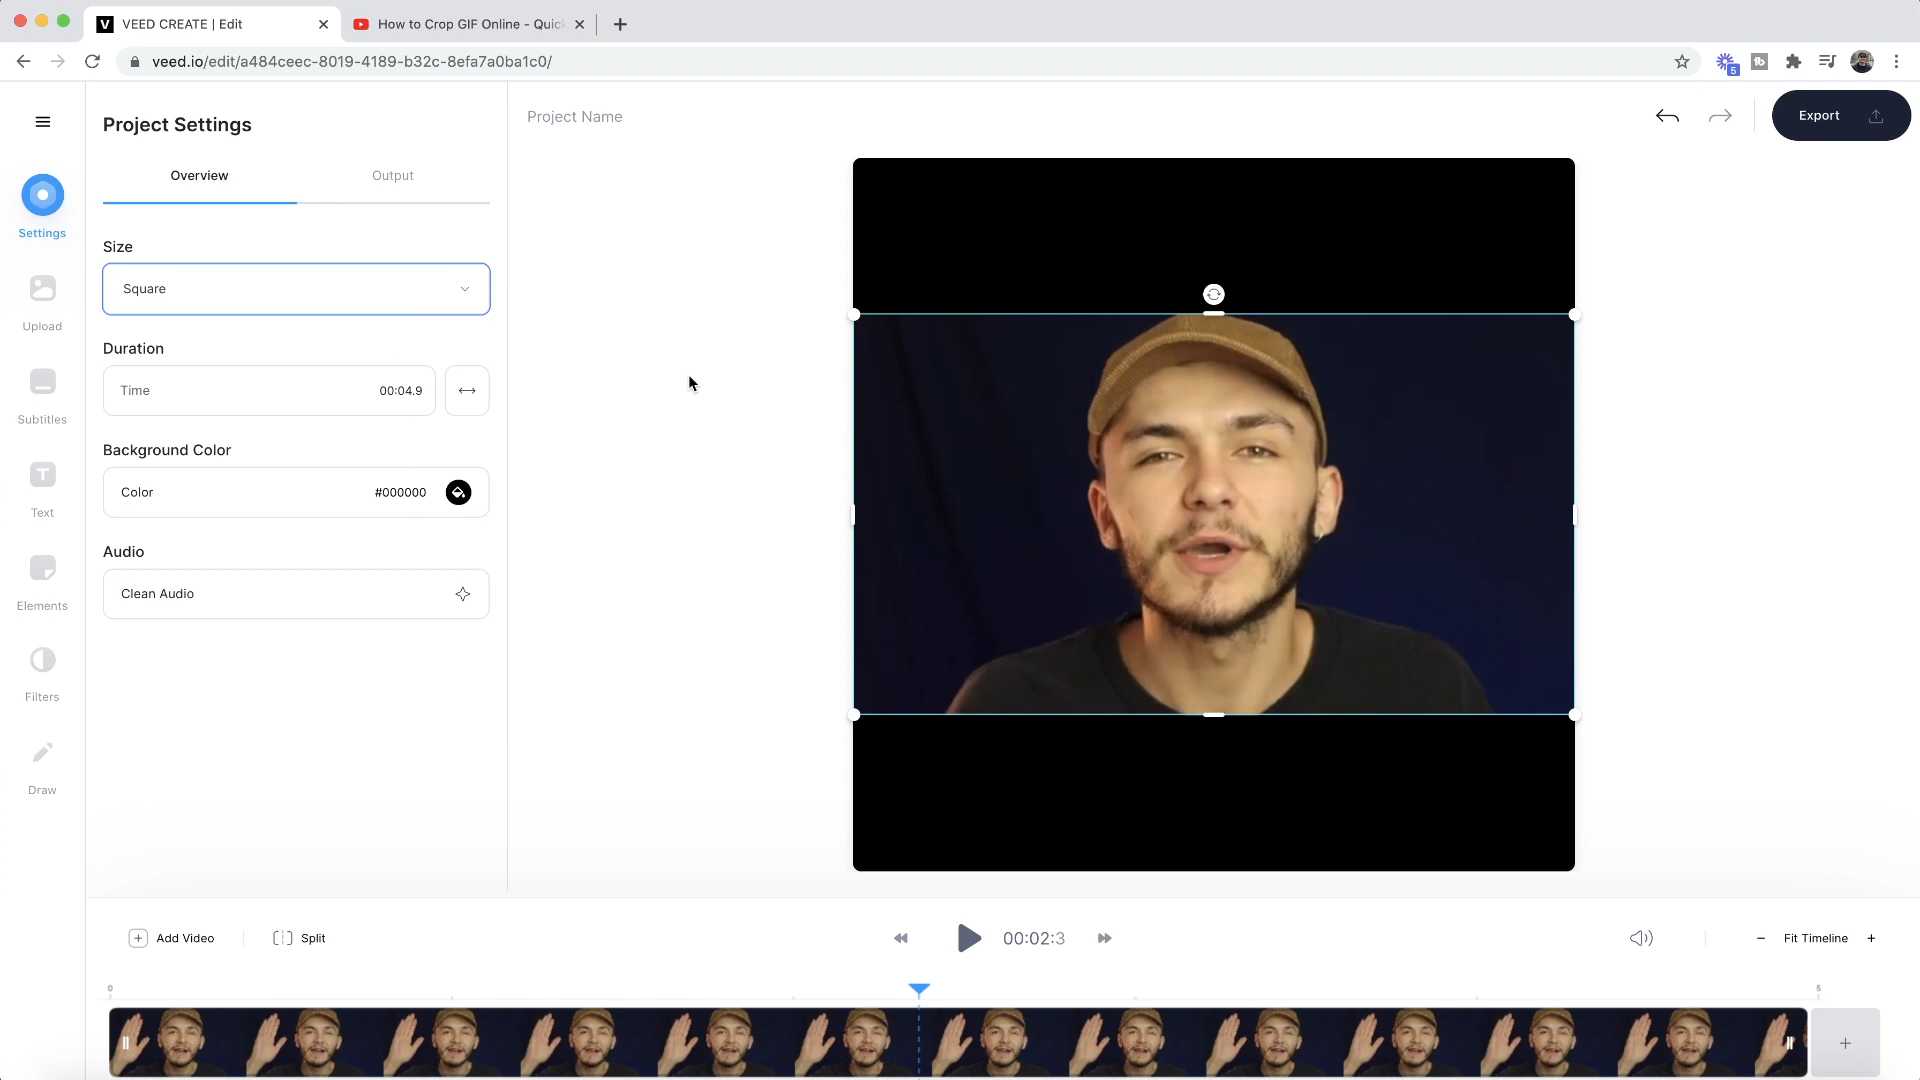 VEED CREATE | Edit
How to Crop GIF Online - Quic
veed.io/edit/a484ceec-8019-4189-b32c-8efa7a0ba1c0/
5
Project Settings
Project Name
Export
Overview
Output
Settings
Size
Square
Upload
Duration
Time
00:04.9
Subtitles
Background Color
Color
#000000
Text
Audio
Clean Audio
Elements
Filters
Draw
Add Video
Split
00:02:3
Fit Timeline
0
5